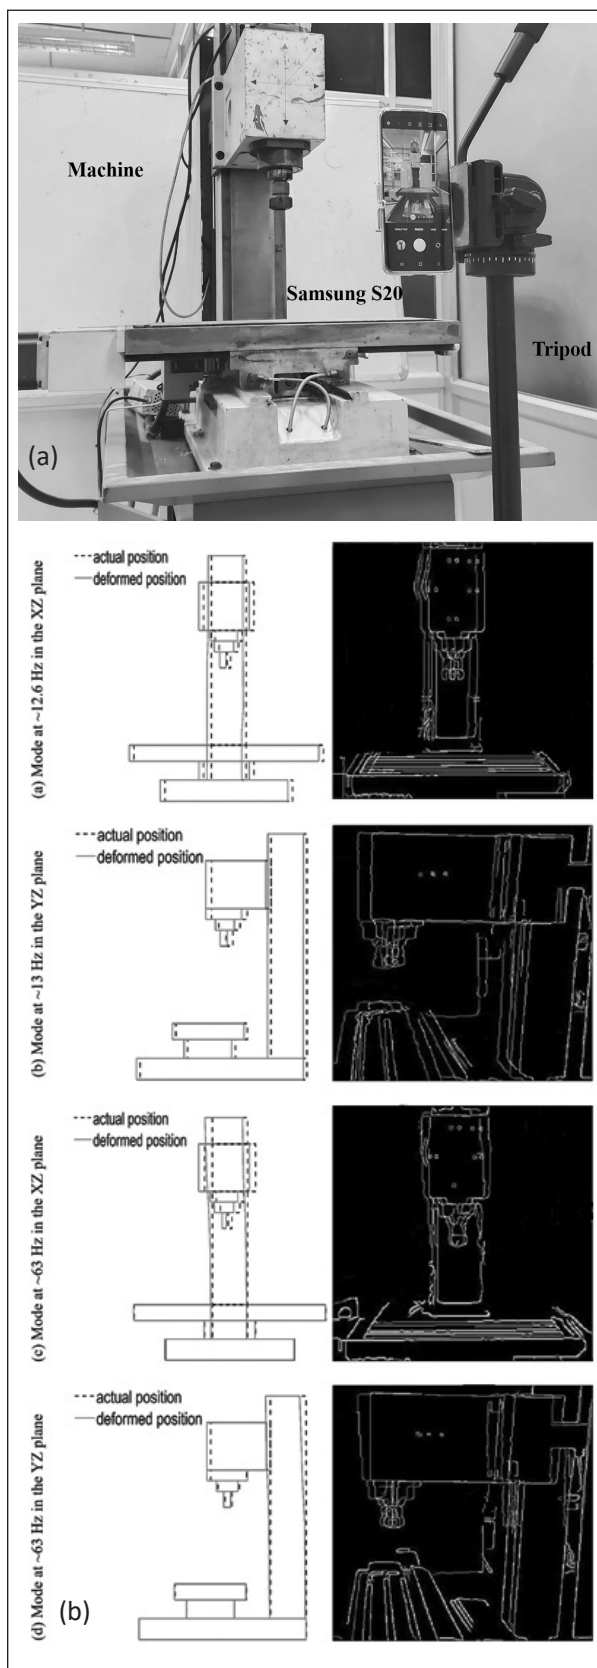 Machine
Samsung S20
Tripod
(a)
(a) Mode at ~12.6 Hz in the XZ plane
actual position
deformed position
(b) Mode at ~13 Hz in the YZ plane
actual position
deformed position
(c) Mode at ~63 Hz in the XZ plane
actual position
deformed position
(d) Mode at ~63 Hz in the YZ plane
actual position
deformed position
(b)